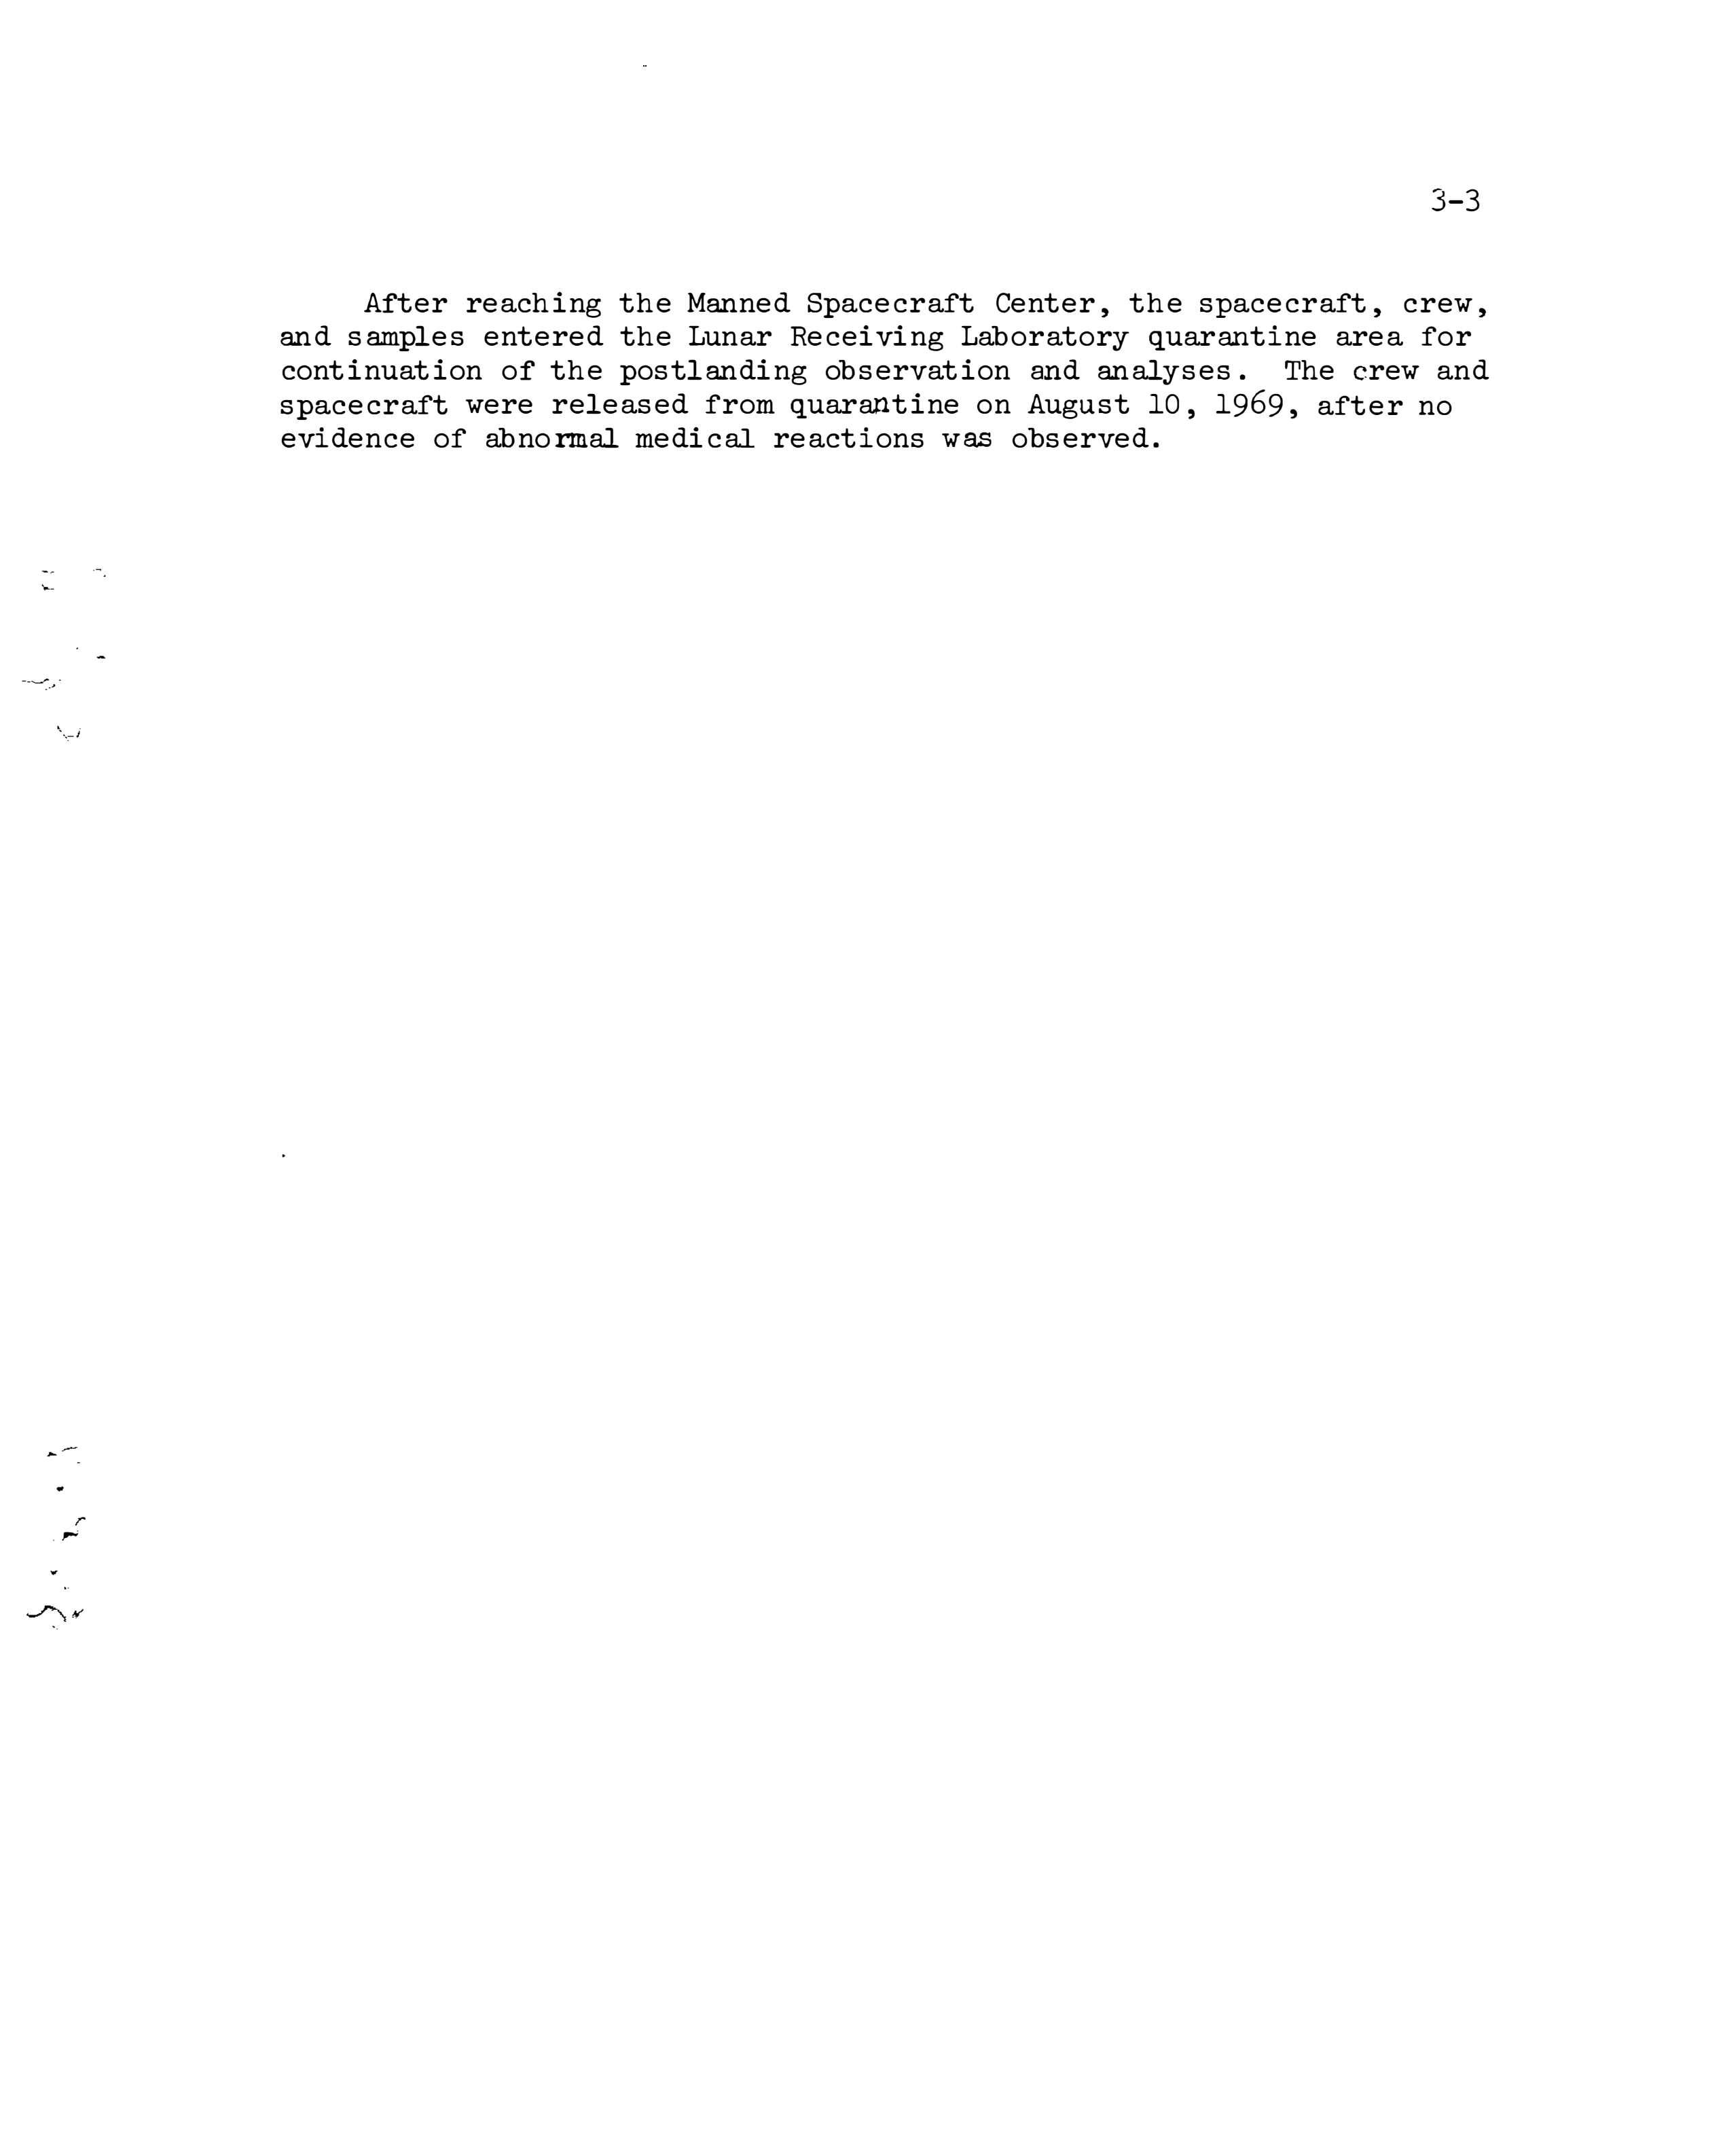 3-3
After reaching the Manned Spacecraft Center, the spacecraft, crew,
and samples entered the Lunar Receiving Laboratory quarantine area for
continuation of the postlanding observation and analyses. The crew and
spacecraft were released from quarantine on August 10, 1969, after no
evidence of abnormal medical reactions was observed.